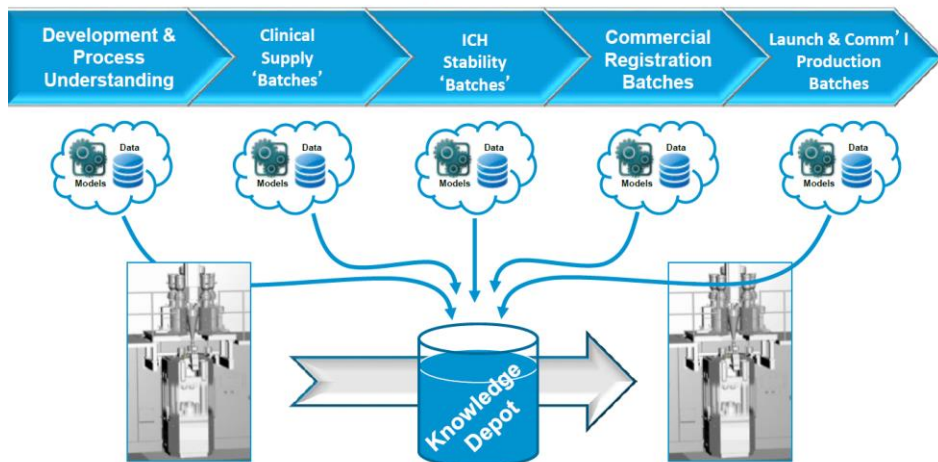 Development &
Process
Understanding
Clinical
Supply
‘Batches’
ICH
Stability
‘Batches’
Commercial
Registration
Batches
Launch & Comm’ l
Production
Batches
Data
Models
Data
Models
Data
Models
Data
Models
Data
Models
Knowledge
Depot